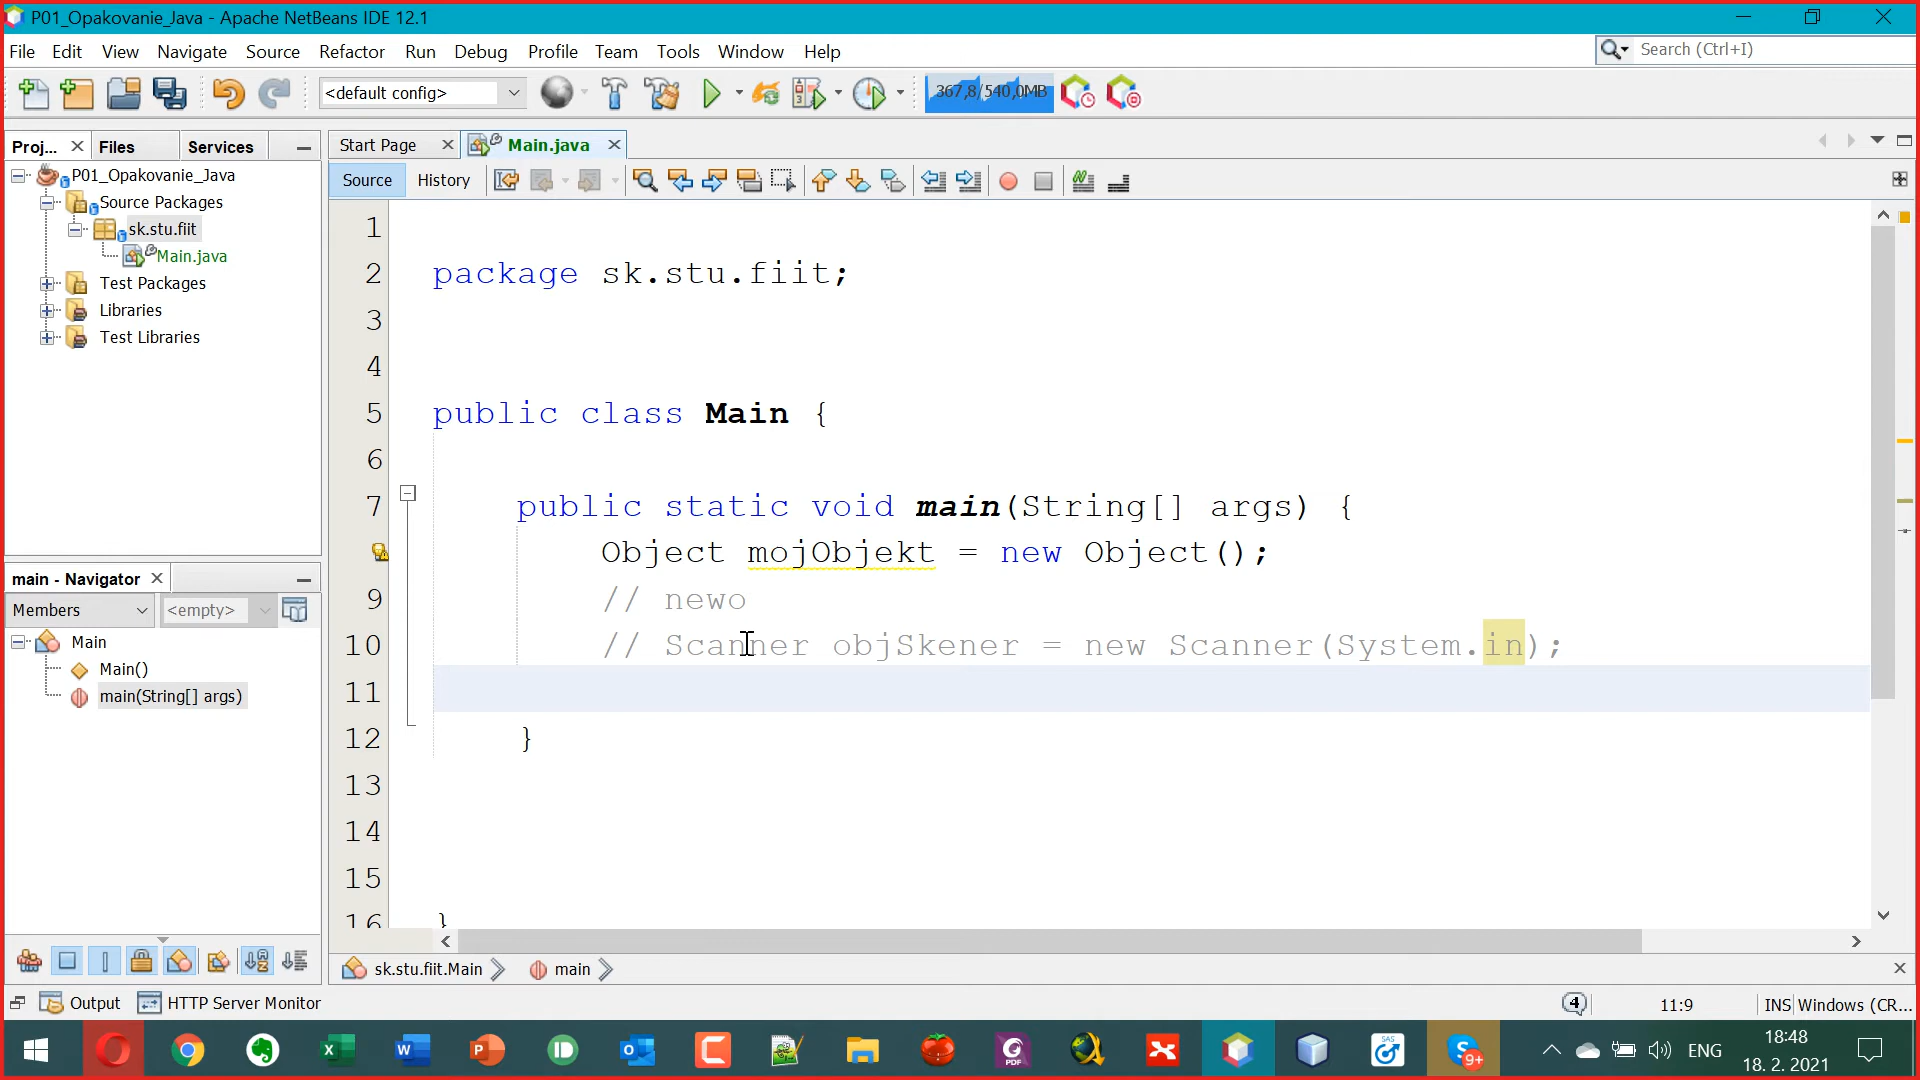 P01_Opakovanie_Java - Apache NetBeans IDE 12.1
File Edit View Navigate Source Refactor Run Debug Profile Team Tools Window Help
Search (Ctrl+I)
<default config>
367,8/540,0MB
Proj... Files Services
Start Page Main.java
Source History
P01_Opakovanie_Java
Source Packages
sk.stu.fiit
Main.java
Test Packages
Libraries
Test Libraries
1
2 package sk.stu.fiit;
3
4
5 public class Main {
6
7 public static void main(String[] args) {
Object mojObjekt = new Object();
9 // newo
10 // Scanner objSkener = new Scanner(System.in);
11
12 }
13
14
15
16 }
main - Navigator
Members <empty>
Main
Main()
main(String[] args)
sk.stu.fiit.Main main
Output HTTP Server Monitor
4 11:9 INS Windows (CR...
9+ ENG 18:48
18. 2. 2021